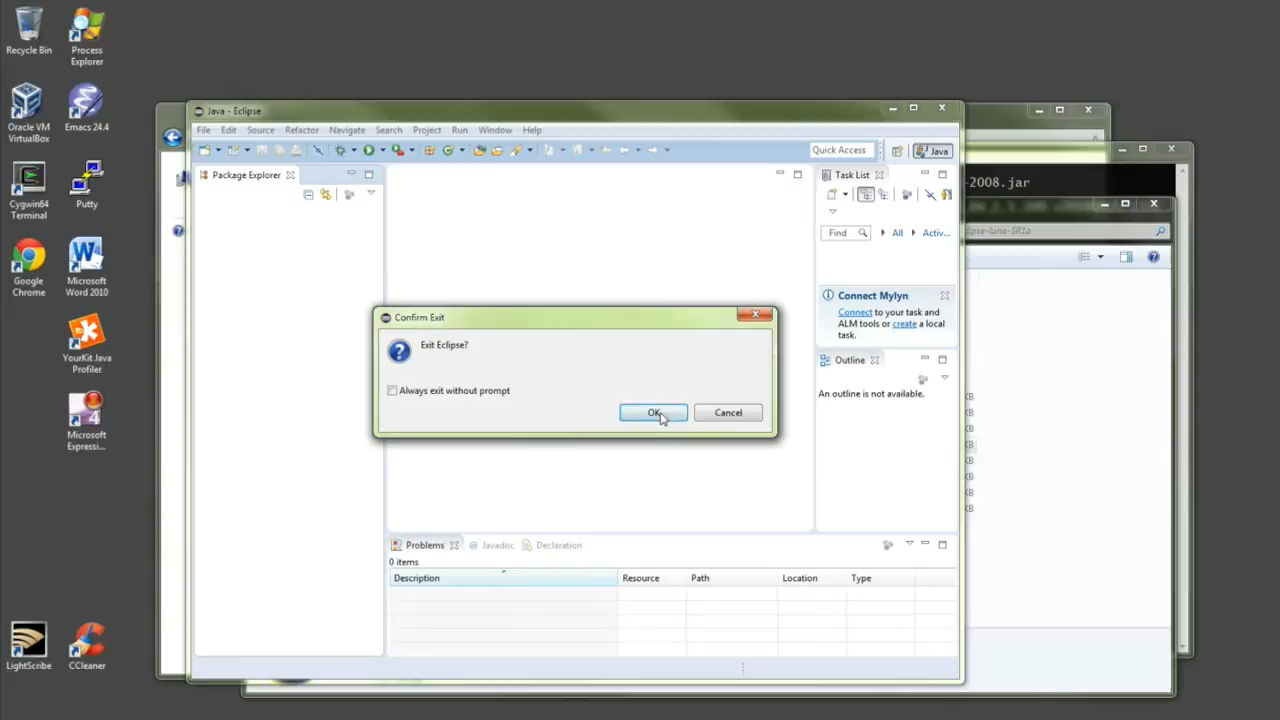 Recycle Bin
Process
Explorer
Oracle VM
VirtualBox
Emacs 24.4
Cygwin64
Terminal
Putty
Google
Chrome
Microsoft
Word 2010
YourKit Java
Profiler
4
Microsoft
Expressi...
LightScribe
CCleaner
Java - Eclipse
File Edit Source Refactor Navigate Search Project Run Window Help
Quick Access
Java
Package Explorer
Task List
Find
All
Activ...
Connect Mylyn
Connect to your task and
ALM tools or create a local
task.
Outline
An outline is not available.
Confirm Exit
Exit Eclipse?
Always exit without prompt
OK
Cancel
Problems
Javadoc
Declaration
0 items
Description Resource Path Location Type
-2008.jar
lipse-luna-SR1a
KB
KB
KB
KB
KB
KB
KB
KB